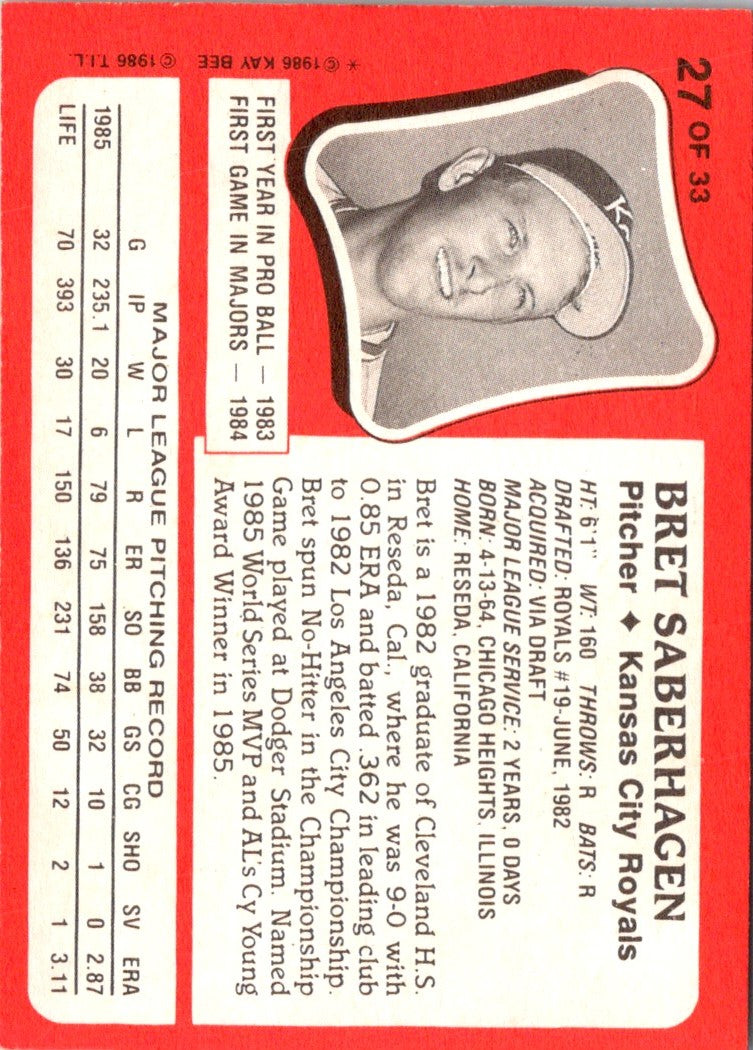 27 OF 33
BRET SABERHAGEN
Pitcher ♦ Kansas City Royals
HT: 6'1" WT: 160 THROWS: R BATS: R
DRAFTED: ROYALS #19-JUNE, 1982
ACQUIRED: VIA DRAFT
MAJOR LEAGUE SERVICE: 2 YEARS, 0 DAYS
BORN: 4-13-64, CHICAGO HEIGHTS, ILLINOIS
HOME: RESEDA, CALIFORNIA
Bret is a 1982 graduate of Cleveland H.S.
in Reseda, Cal., where he was 9-0 with
0.85 ERA and batted .362 in leading club
to 1982 Los Angeles City Championship.
Bret spun No-Hitter in the Championship
Game played at Dodger Stadium. Named
1985 World Series MVP and AL's Cy Young
Award Winner in 1985.
FIRST YEAR IN PRO BALL — 1983
FIRST GAME IN MAJORS — 1984
MAJOR LEAGUE PITCHING RECORD
G IP W L R ER SO BB GS CG SHO SV ERA
1985 32 235.1 20 6 79 75 158 38 32 10 1 0 2.87
LIFE 70 393 30 17 150 136 231 74 50 12 2 1 3.11
* © 1986 KAY BEE
© 1986 T.I.L.